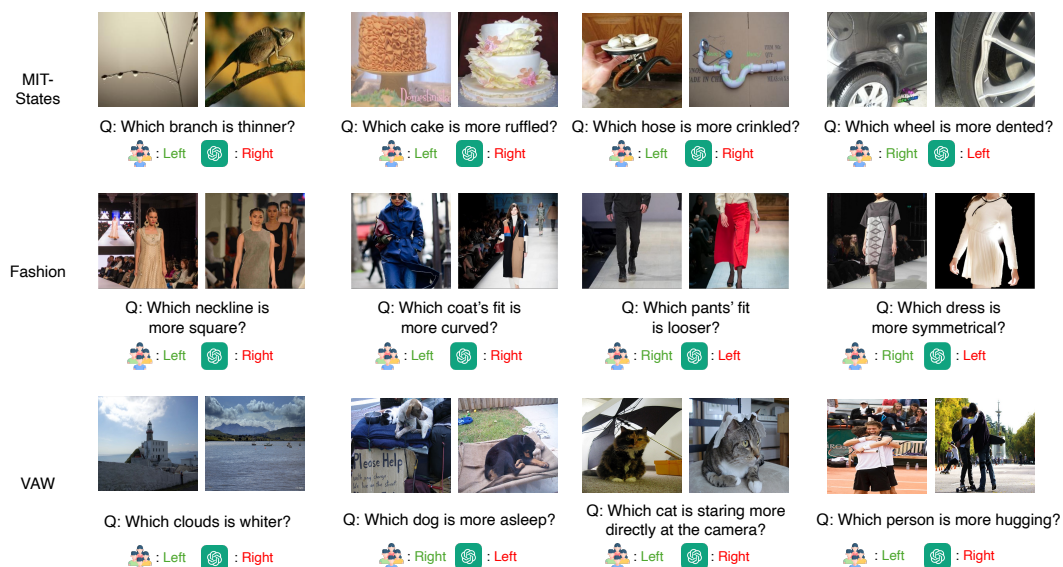 MIT-
States
Q: Which branch is thinner?
: Left : Right
Q: Which cake is more ruffled?
: Left : Right
Q: Which hose is more crinkled?
: Left : Right
Q: Which wheel is more dented?
: Right : Left
Fashion
Q: Which neckline is
more square?
: Left : Right
Q: Which coat's fit is
more curved?
: Left : Right
Q: Which pants' fit
is looser?
: Right : Left
Q: Which dress is
more symmetrical?
: Right : Left
VAW
Please Help
Q: Which clouds is whiter?
: Left : Right
Q: Which dog is more asleep?
: Right : Left
Q: Which cat is staring more
directly at the camera?
: Left : Right
Q: Which person is more hugging?
: Left : Right